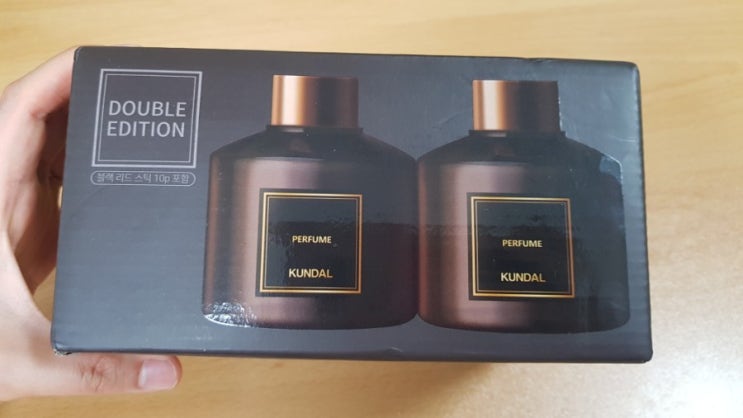 DOUBLE
EDITION
블랙 리드 스틱 10p 포함
PERFUME
KUNDAL
PERFUME
KUNDAL